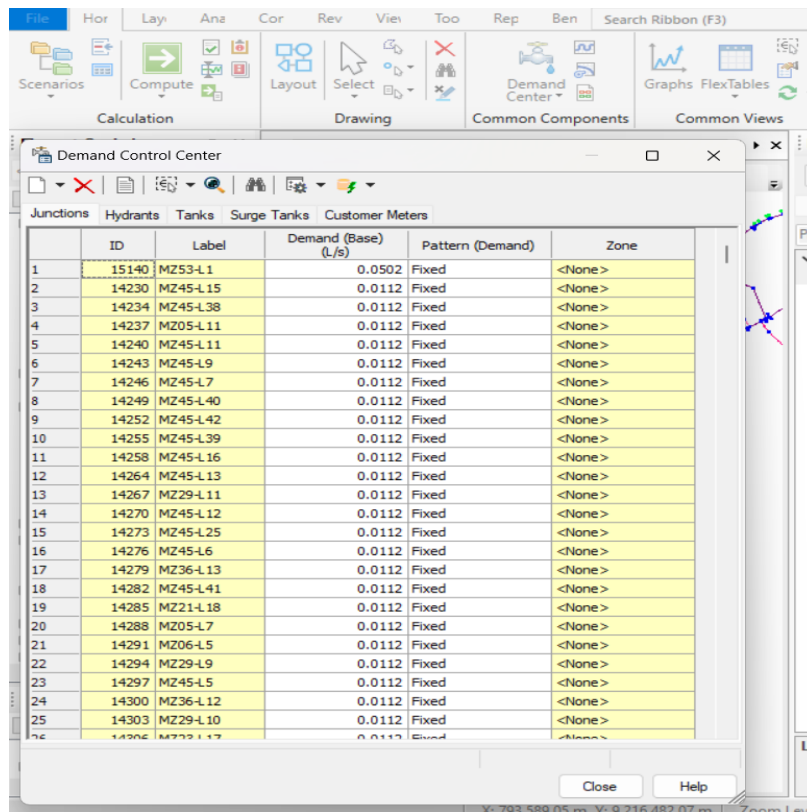 File Hor Lay Ana Cor Rev Vie Too Rep Ben Search Ribbon (F3)
Scenarios Compute Layout Select Demand Center Graphs FlexTables
Calculation Drawing Common Components Common Views
Demand Control Center
Junctions Hydrants Tanks Surge Tanks Customer Meters
ID Label Demand (Base) (L/s) Pattern (Demand) Zone
1 15140 MZ53-L1 0.0502 Fixed <None>
2 14230 MZ45-L15 0.0112 Fixed <None>
3 14234 MZ45-L38 0.0112 Fixed <None>
4 14237 MZ05-L11 0.0112 Fixed <None>
5 14240 MZ45-L11 0.0112 Fixed <None>
6 14243 MZ45-L9 0.0112 Fixed <None>
7 14246 MZ45-L7 0.0112 Fixed <None>
8 14249 MZ45-L40 0.0112 Fixed <None>
9 14252 MZ45-L42 0.0112 Fixed <None>
10 14255 MZ45-L39 0.0112 Fixed <None>
11 14258 MZ45-L16 0.0112 Fixed <None>
12 14264 MZ45-L13 0.0112 Fixed <None>
13 14267 MZ29-L11 0.0112 Fixed <None>
14 14270 MZ45-L12 0.0112 Fixed <None>
15 14273 MZ45-L25 0.0112 Fixed <None>
16 14276 MZ45-L6 0.0112 Fixed <None>
17 14279 MZ36-L13 0.0112 Fixed <None>
18 14282 MZ45-L41 0.0112 Fixed <None>
19 14285 MZ21-L18 0.0112 Fixed <None>
20 14288 MZ05-L7 0.0112 Fixed <None>
21 14291 MZ06-L5 0.0112 Fixed <None>
22 14294 MZ29-L9 0.0112 Fixed <None>
23 14297 MZ45-L5 0.0112 Fixed <None>
24 14300 MZ36-L12 0.0112 Fixed <None>
25 14303 MZ29-L10 0.0112 Fixed <None>
Close Help
X: 793,589.05 m, Y: 9,216,482.07 m Zoom Lev